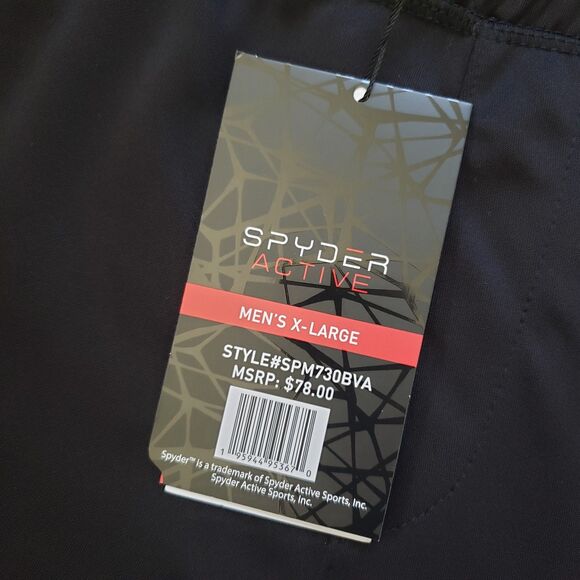 SPYDER
ACTIVE
MEN'S X-LARGE
STYLE#SPM730BVA
MSRP: $78.00
1 95944 95367 0
Spyder™ is a trademark of Spyder Active Sports, Inc.
Spyder Active Sports, Inc.